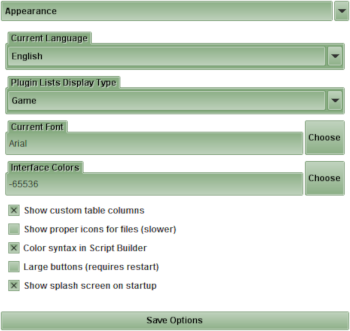 Appearance
Current Language
English
Plugin Lists Display Type
Game
Current Font
Arial
Choose
Interface Colors
-65536
Choose
Show custom table columns
Show proper icons for files (slower)
Color syntax in Script Builder
Large buttons (requires restart)
Show splash screen on startup
Save Options